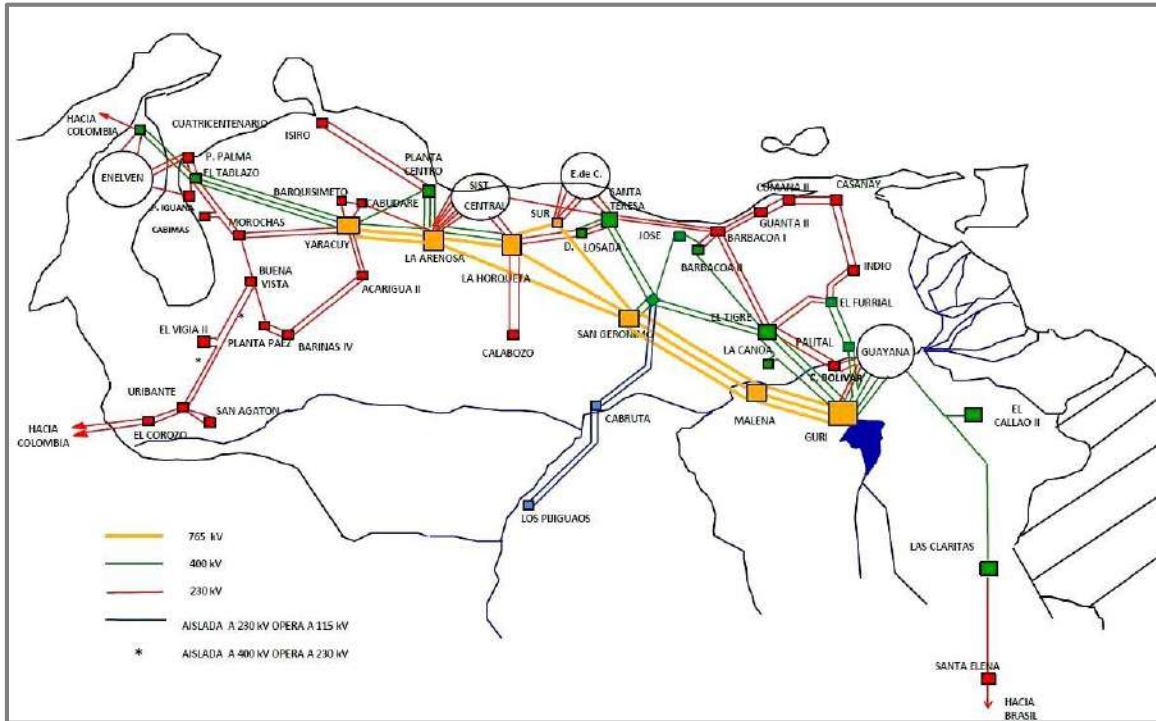 HACIA
COLOMBIA
CUATRICENTENARIO
ISIRO
ENELVEN
P. PALMA
EL TABLAZO
P. IGUANA
CABIMAS
MOROCHAS
BARQUISIMETO
CABUDARE
PLANTA
CENTRO
SIST
CENTRAL
E. de C.
SANTA
TERESA
SUR
D.
LOSADA
JOSE
BARBACOA I
BARBACOA II
GUANTA II
CUMANA II
CASANAY
INDIO
EL FURRIAL
YARACUY
LA ARENOSA
LA HORQUETA
ACARIGUA II
BUENA
VISTA
EL VIGIA II
*
*
PLANTA PAEZ
BARINAS IV
CALABOZO
SAN GERONIMO
EL TIGRE
LA CANOA
PALITAL
C. BOLIVAR
GUAYANA
URIBANTE
SAN AGATON
EL COROZO
HACIA
COLOMBIA
CABRUTA
MALENA
GURI
EL
CALLAO II
LOS PIJIGUAOS
765 kV
400 kV
230 kV
AISLADA A 230 kV OPERA A 115 kV
* AISLADA A 400 kV OPERA A 230 kV
LAS CLARITAS
SANTA ELENA
HACIA
BRASIL